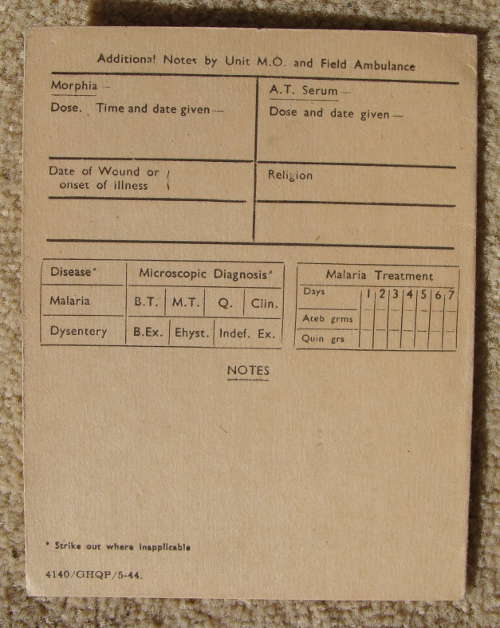 Additional Notes by Unit M.O. and Field Ambulance
Morphia —
Dose. Time and date given —
A.T. Serum —
Dose and date given —
Date of Wound or
onset of illness
Religion
Disease* Microscopic Diagnosis*
Malaria B.T. M.T. Q. Clin.
Dysentery B.Ex. Ehyst. Indef. Ex.
Malaria Treatment
Days 1 2 3 4 5 6 7
Ateb grms
Quin grs
NOTES
* Strike out where inapplicable
4140/GHQP/5-44.